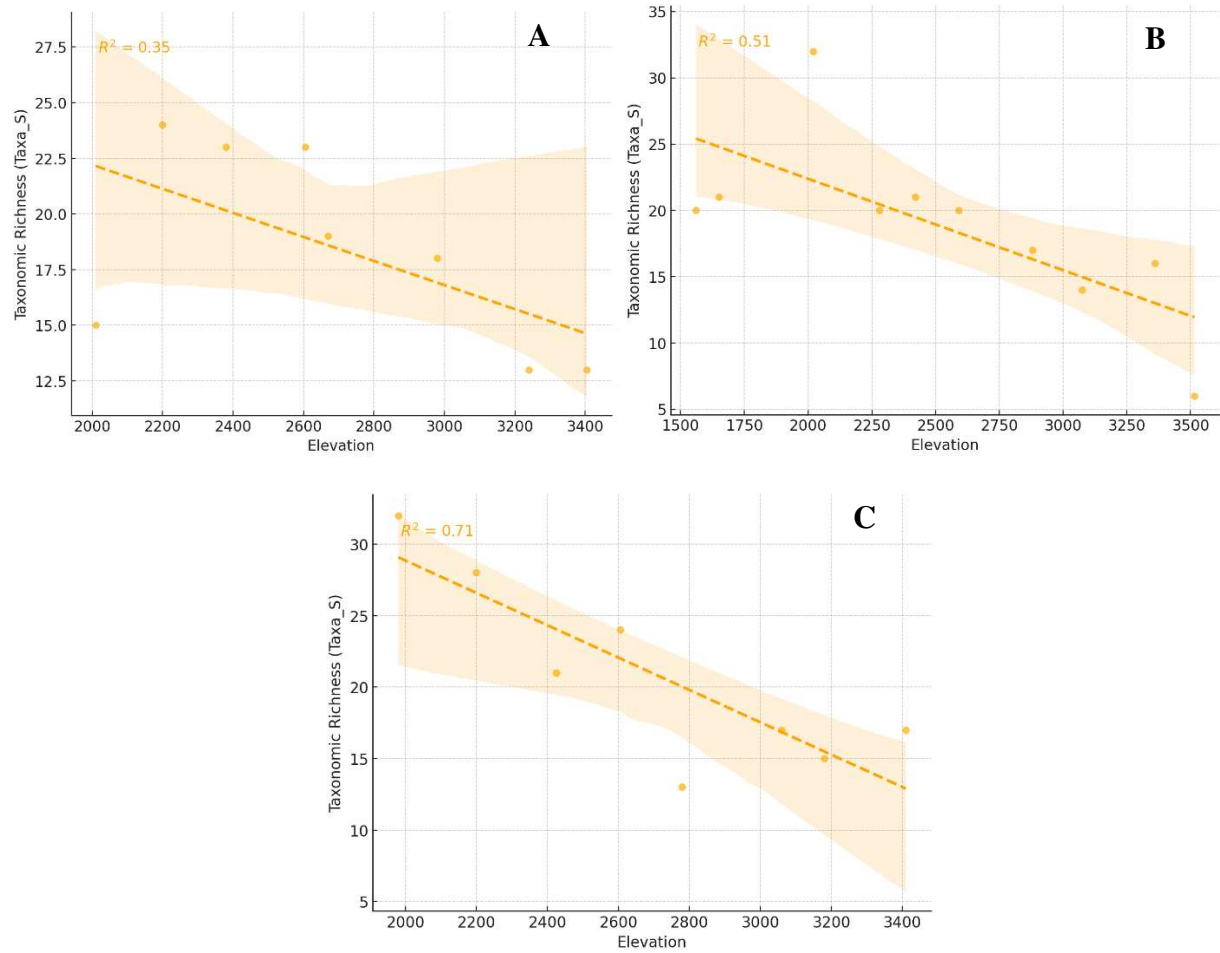 A
R² = 0.35
27.5
25.0
22.5
20.0
17.5
15.0
12.5
Taxonomic Richness (Taxa_S)
2000 2200 2400 2600 2800 3000 3200 3400
Elevation
B
R² = 0.51
35
30
25
20
15
10
5
Taxonomic Richness (Taxa_S)
1500 1750 2000 2250 2500 2750 3000 3250 3500
Elevation
C
R² = 0.71
30
25
20
15
10
5
Taxonomic Richness (Taxa_S)
2000 2200 2400 2600 2800 3000 3200 3400
Elevation